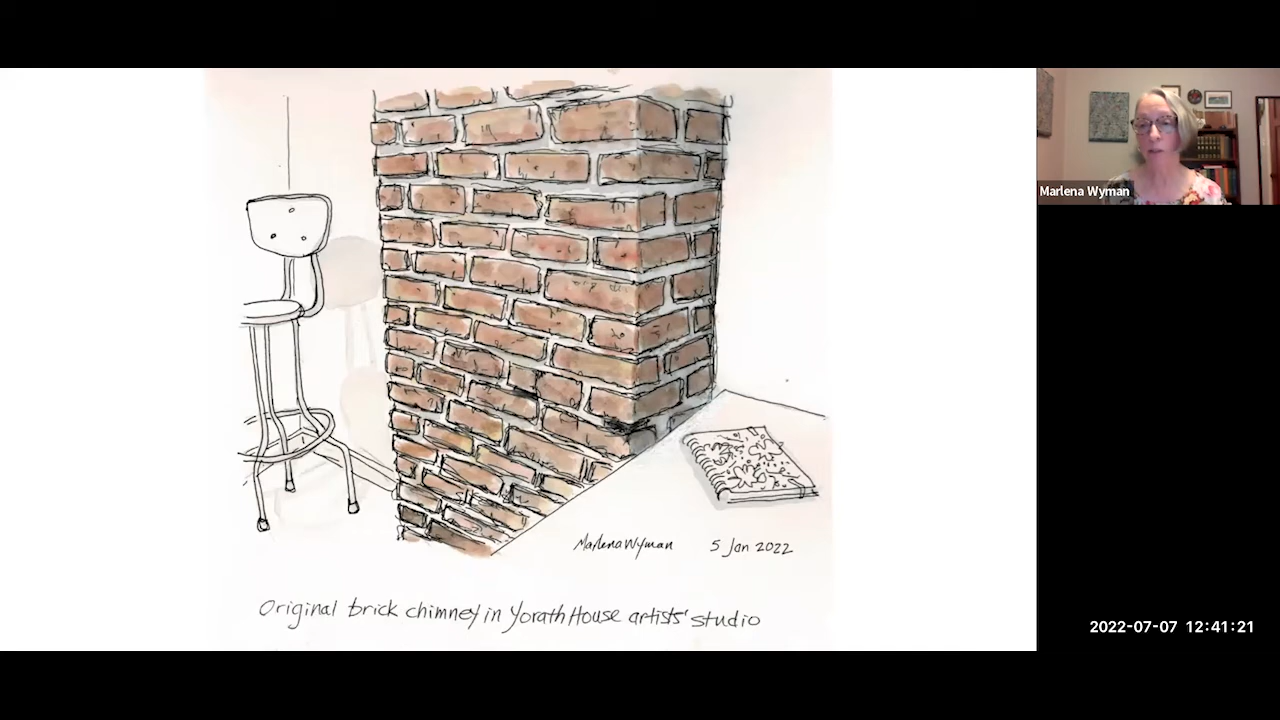 Marlena Wyman
Marlena Wyman 5 Jan 2022
Original brick chimney in Yorath House artists' studio
2022-07-07 12:41:21